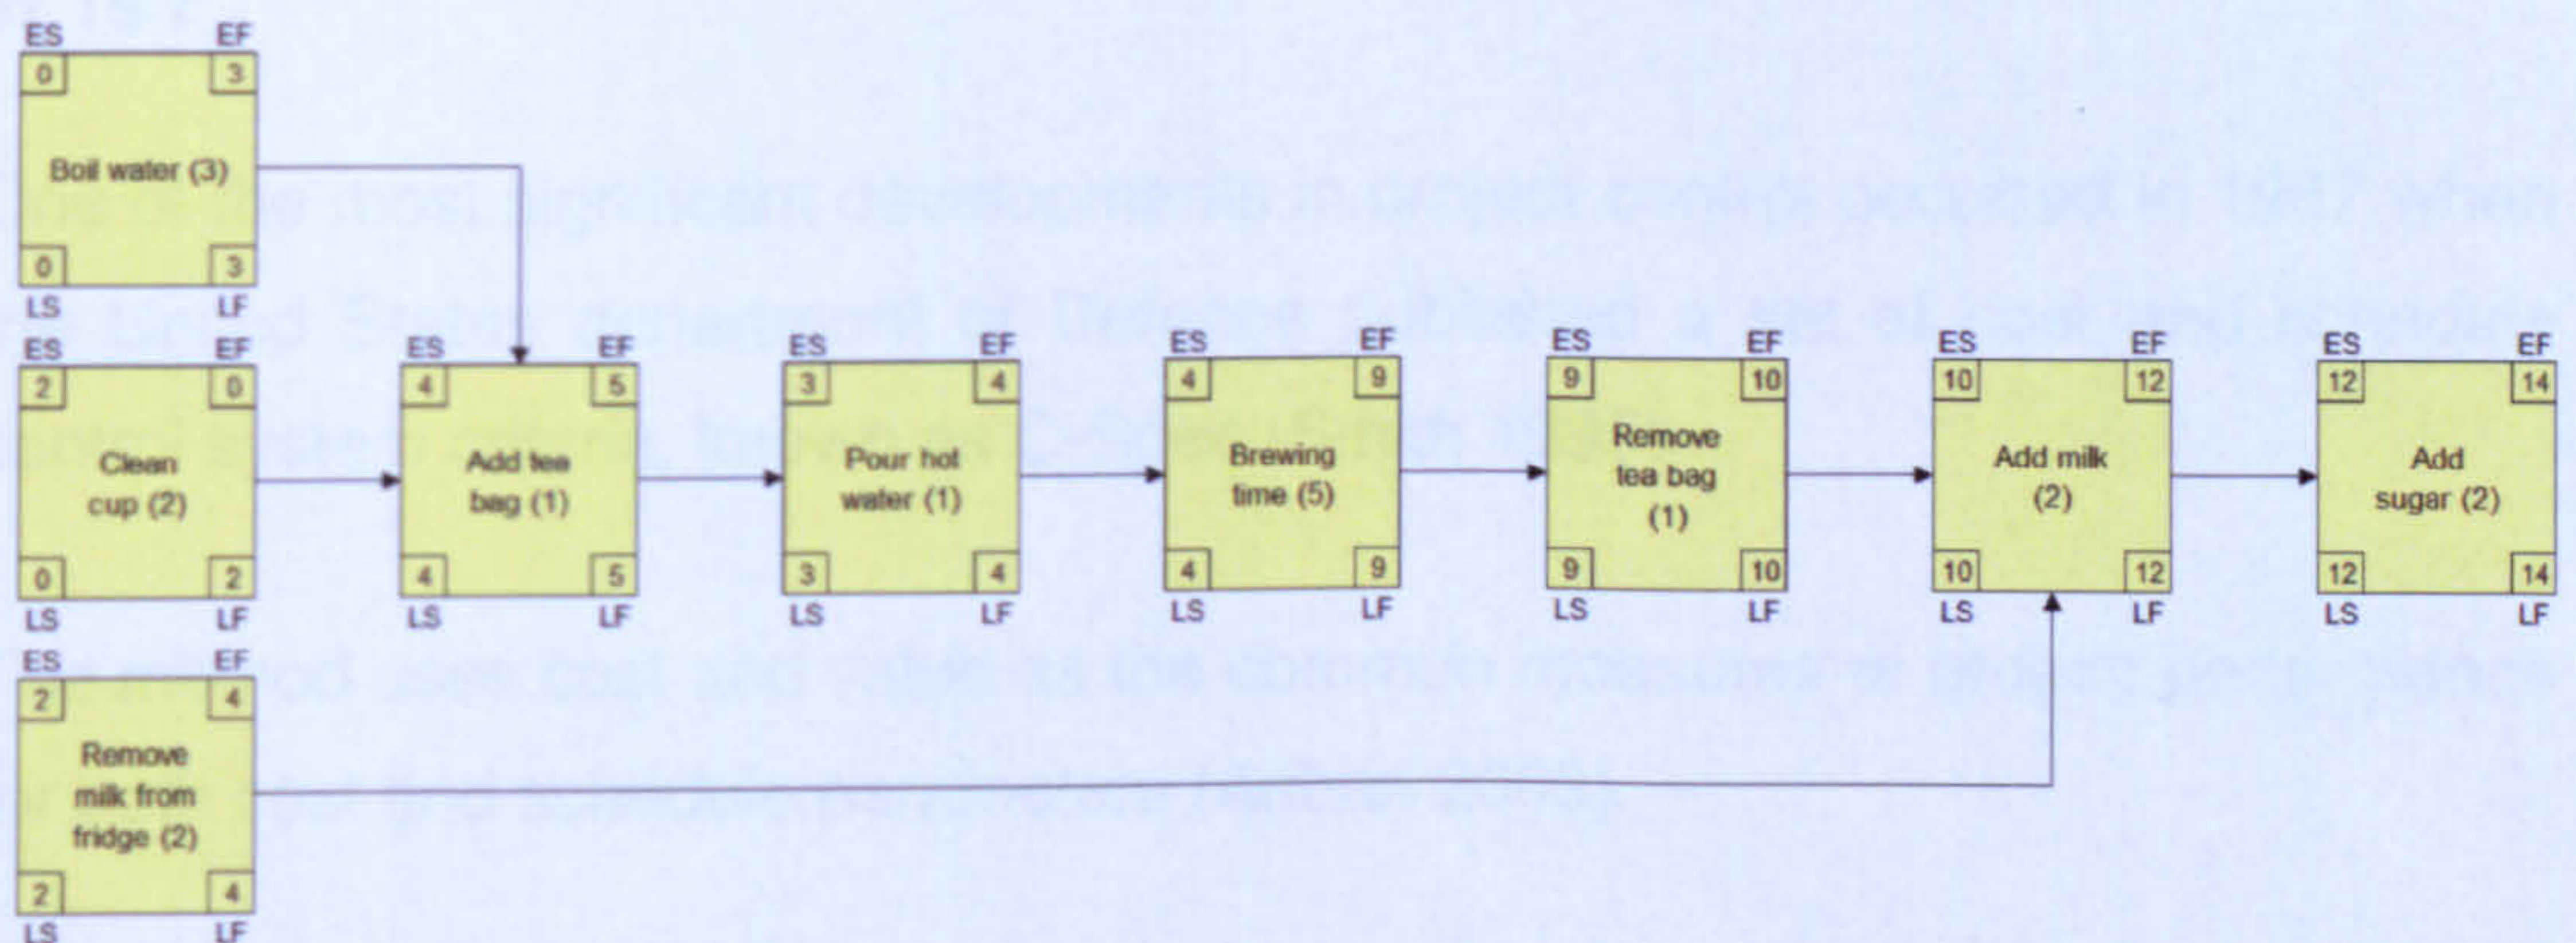 ES EF
0 3
Boil water (3)
0 3
LS LF
ES EF
2 0
Clean
cup (2)
0 2
LS LF
ES EF
4 5
Add tea
bag (1)
4 5
LS LF
ES EF
3 4
Pour hot
water (1)
3 4
LS LF
ES EF
4 9
Brewing
time (5)
4 9
LS LF
ES EF
9 10
Remove
tea bag
(1)
9 10
LS LF
ES EF
10 12
Add milk
(2)
10 12
LS LF
ES EF
12 14
Add
sugar (2)
12 14
LS LF
ES EF
2 4
Remove
milk from
fridge (2)
2 4
LS LF